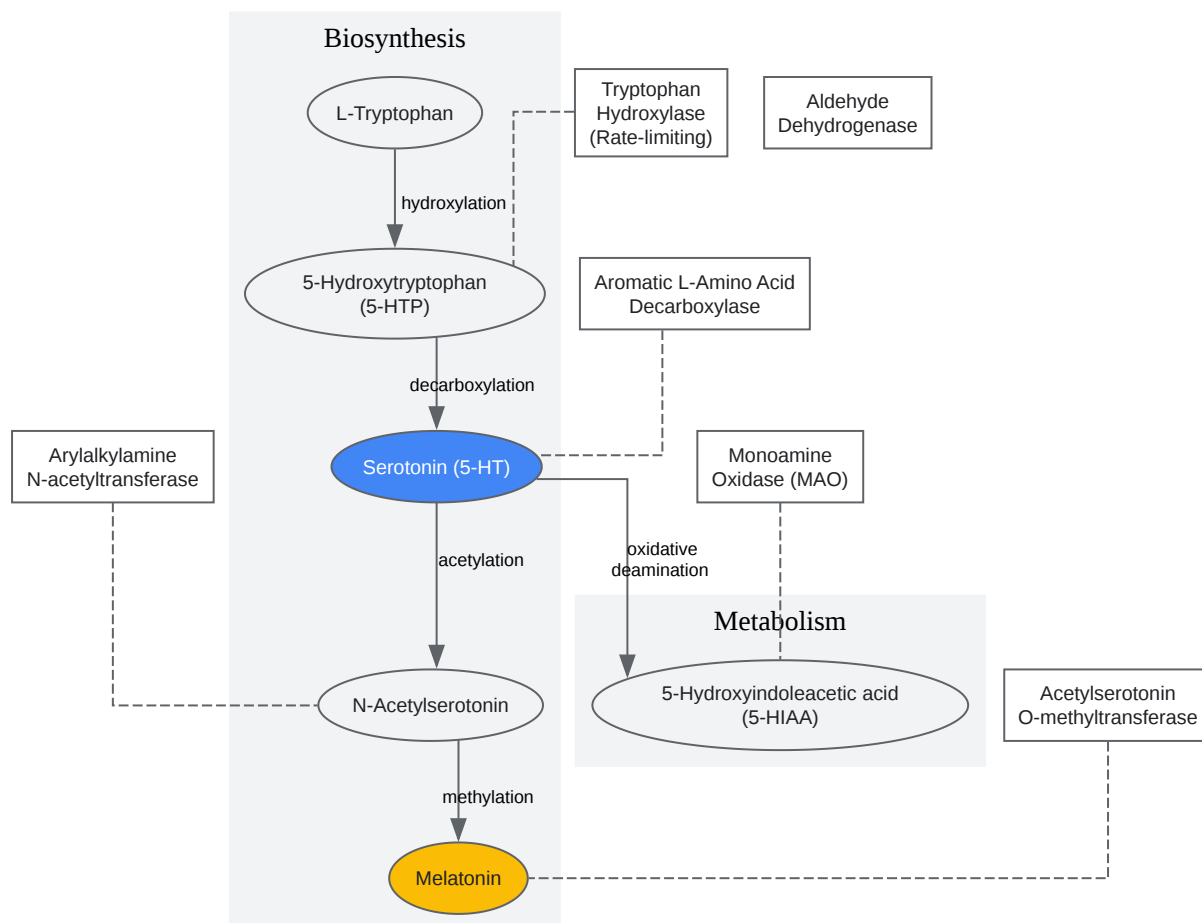 Biosynthesis
L-Tryptophan
Tryptophan
Hydroxylase
(Rate-limiting)
Aldehyde
Dehydrogenase
hydroxylation
5-Hydroxytryptophan
(5-HTP)
Aromatic L-Amino Acid
Decarboxylase
decarboxylation
Arylalkylamine
N-acetyltransferase
Serotonin (5-HT)
Monoamine
Oxidase (MAO)
acetylation
oxidative
deamination
Metabolism
N-Acetylserotonin
5-Hydroxyindoleacetic acid
(5-HIAA)
Acetylserotonin
O-methyltransferase
methylation
Melatonin